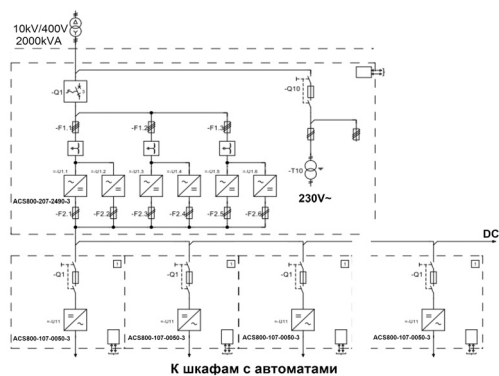 10kV/400V
2000kVA
-Q1
-Q10
-F1.1 -F1.2 -F1.3
-T10
=-U1.1 =-U1.2 =-U1.3 =-U1.4 =-U1.5 =-U1.6
230V~
ACS800-207-2490-3
-F2.1 -F2.2 -F2.3 -F2.4 -F2.5 -F2.6
DC
-Q1 -Q1 -Q1 -Q1
=-U11 =-U11 =-U11 =-U11
ACS800-107-0050-3 ACS800-107-0050-3 ACS800-107-0050-3 ACS800-107-0050-3
К шкафам с автоматами